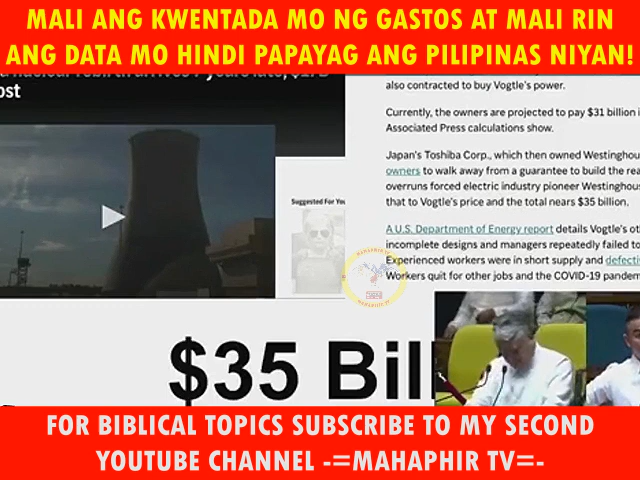 MALI ANG KWENTADA MO NG GASTOS AT MALI RIN
ANG DATA MO HINDI PAPAYAG ANG PILIPINAS NIYAN!
ost
also contracted to buy Vogtle's power.
Currently, the owners are projected to pay $31 billion i
Associated Press calculations show.
Japan's Toshiba Corp., which then owned Westinghou
owners to walk away from a guarantee to build the rea
overruns forced electric industry pioneer Westinghous
that to Vogtle's price and the total nears $35 billion.
A U.S. Department of Energy report details Vogtle's ot
incomplete designs and managers repeatedly failed to
Experienced workers were in short supply and defecti
Workers quit for other jobs and the COVID-19 pandem
Suggested For You
MAHAPHIR TV
$35 Bill
FOR BIBLICAL TOPICS SUBSCRIBE TO MY SECOND
YOUTUBE CHANNEL -=MAHAPHIR TV=-